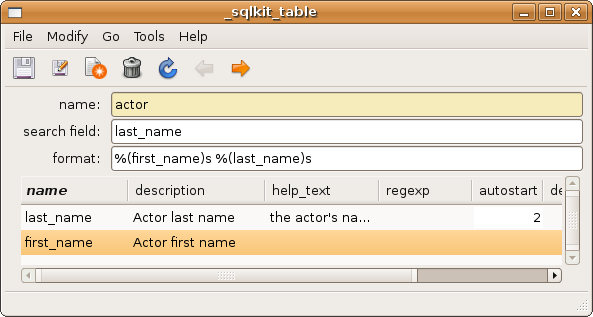 _sqlkit_table
File Modify Go Tools Help
name: actor
search field: last_name
format: %(first_name)s %(last_name)s
name description help_text regexp autostart de
last_name Actor last name the actor's na... 2
first_name Actor first name